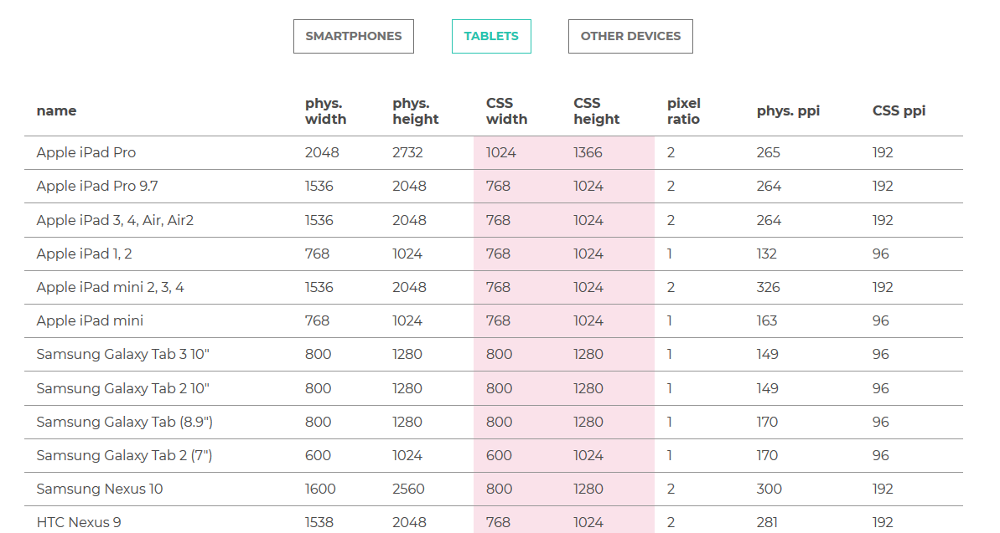 SMARTPHONES TABLETS OTHER DEVICES
name phys. width phys. height CSS width CSS height pixel ratio phys. ppi CSS ppi
Apple iPad Pro 2048 2732 1024 1366 2 265 192
Apple iPad Pro 9.7 1536 2048 768 1024 2 264 192
Apple iPad 3, 4, Air, Air2 1536 2048 768 1024 2 264 192
Apple iPad 1, 2 768 1024 768 1024 1 132 96
Apple iPad mini 2, 3, 4 1536 2048 768 1024 2 326 192
Apple iPad mini 768 1024 768 1024 1 163 96
Samsung Galaxy Tab 3 10" 800 1280 800 1280 1 149 96
Samsung Galaxy Tab 2 10" 800 1280 800 1280 1 149 96
Samsung Galaxy Tab (8.9") 800 1280 800 1280 1 170 96
Samsung Galaxy Tab 2 (7") 600 1024 600 1024 1 170 96
Samsung Nexus 10 1600 2560 800 1280 2 300 192
HTC Nexus 9 1538 2048 768 1024 2 281 192